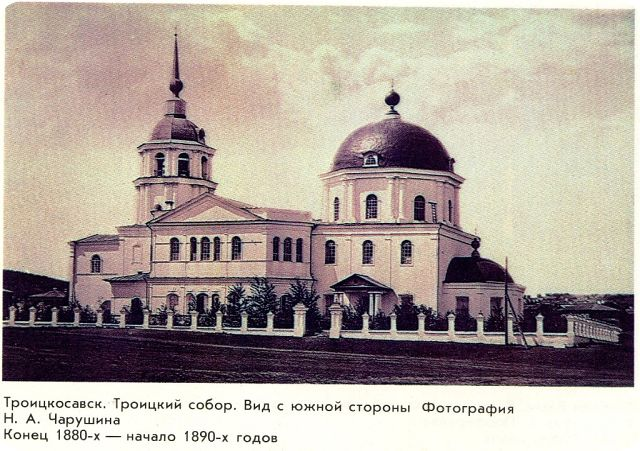 Троицкосавск. Троицкий собор. Вид с южной стороны Фотография
Н. А. Чарушина
Конец 1880-х — начало 1890-х годов